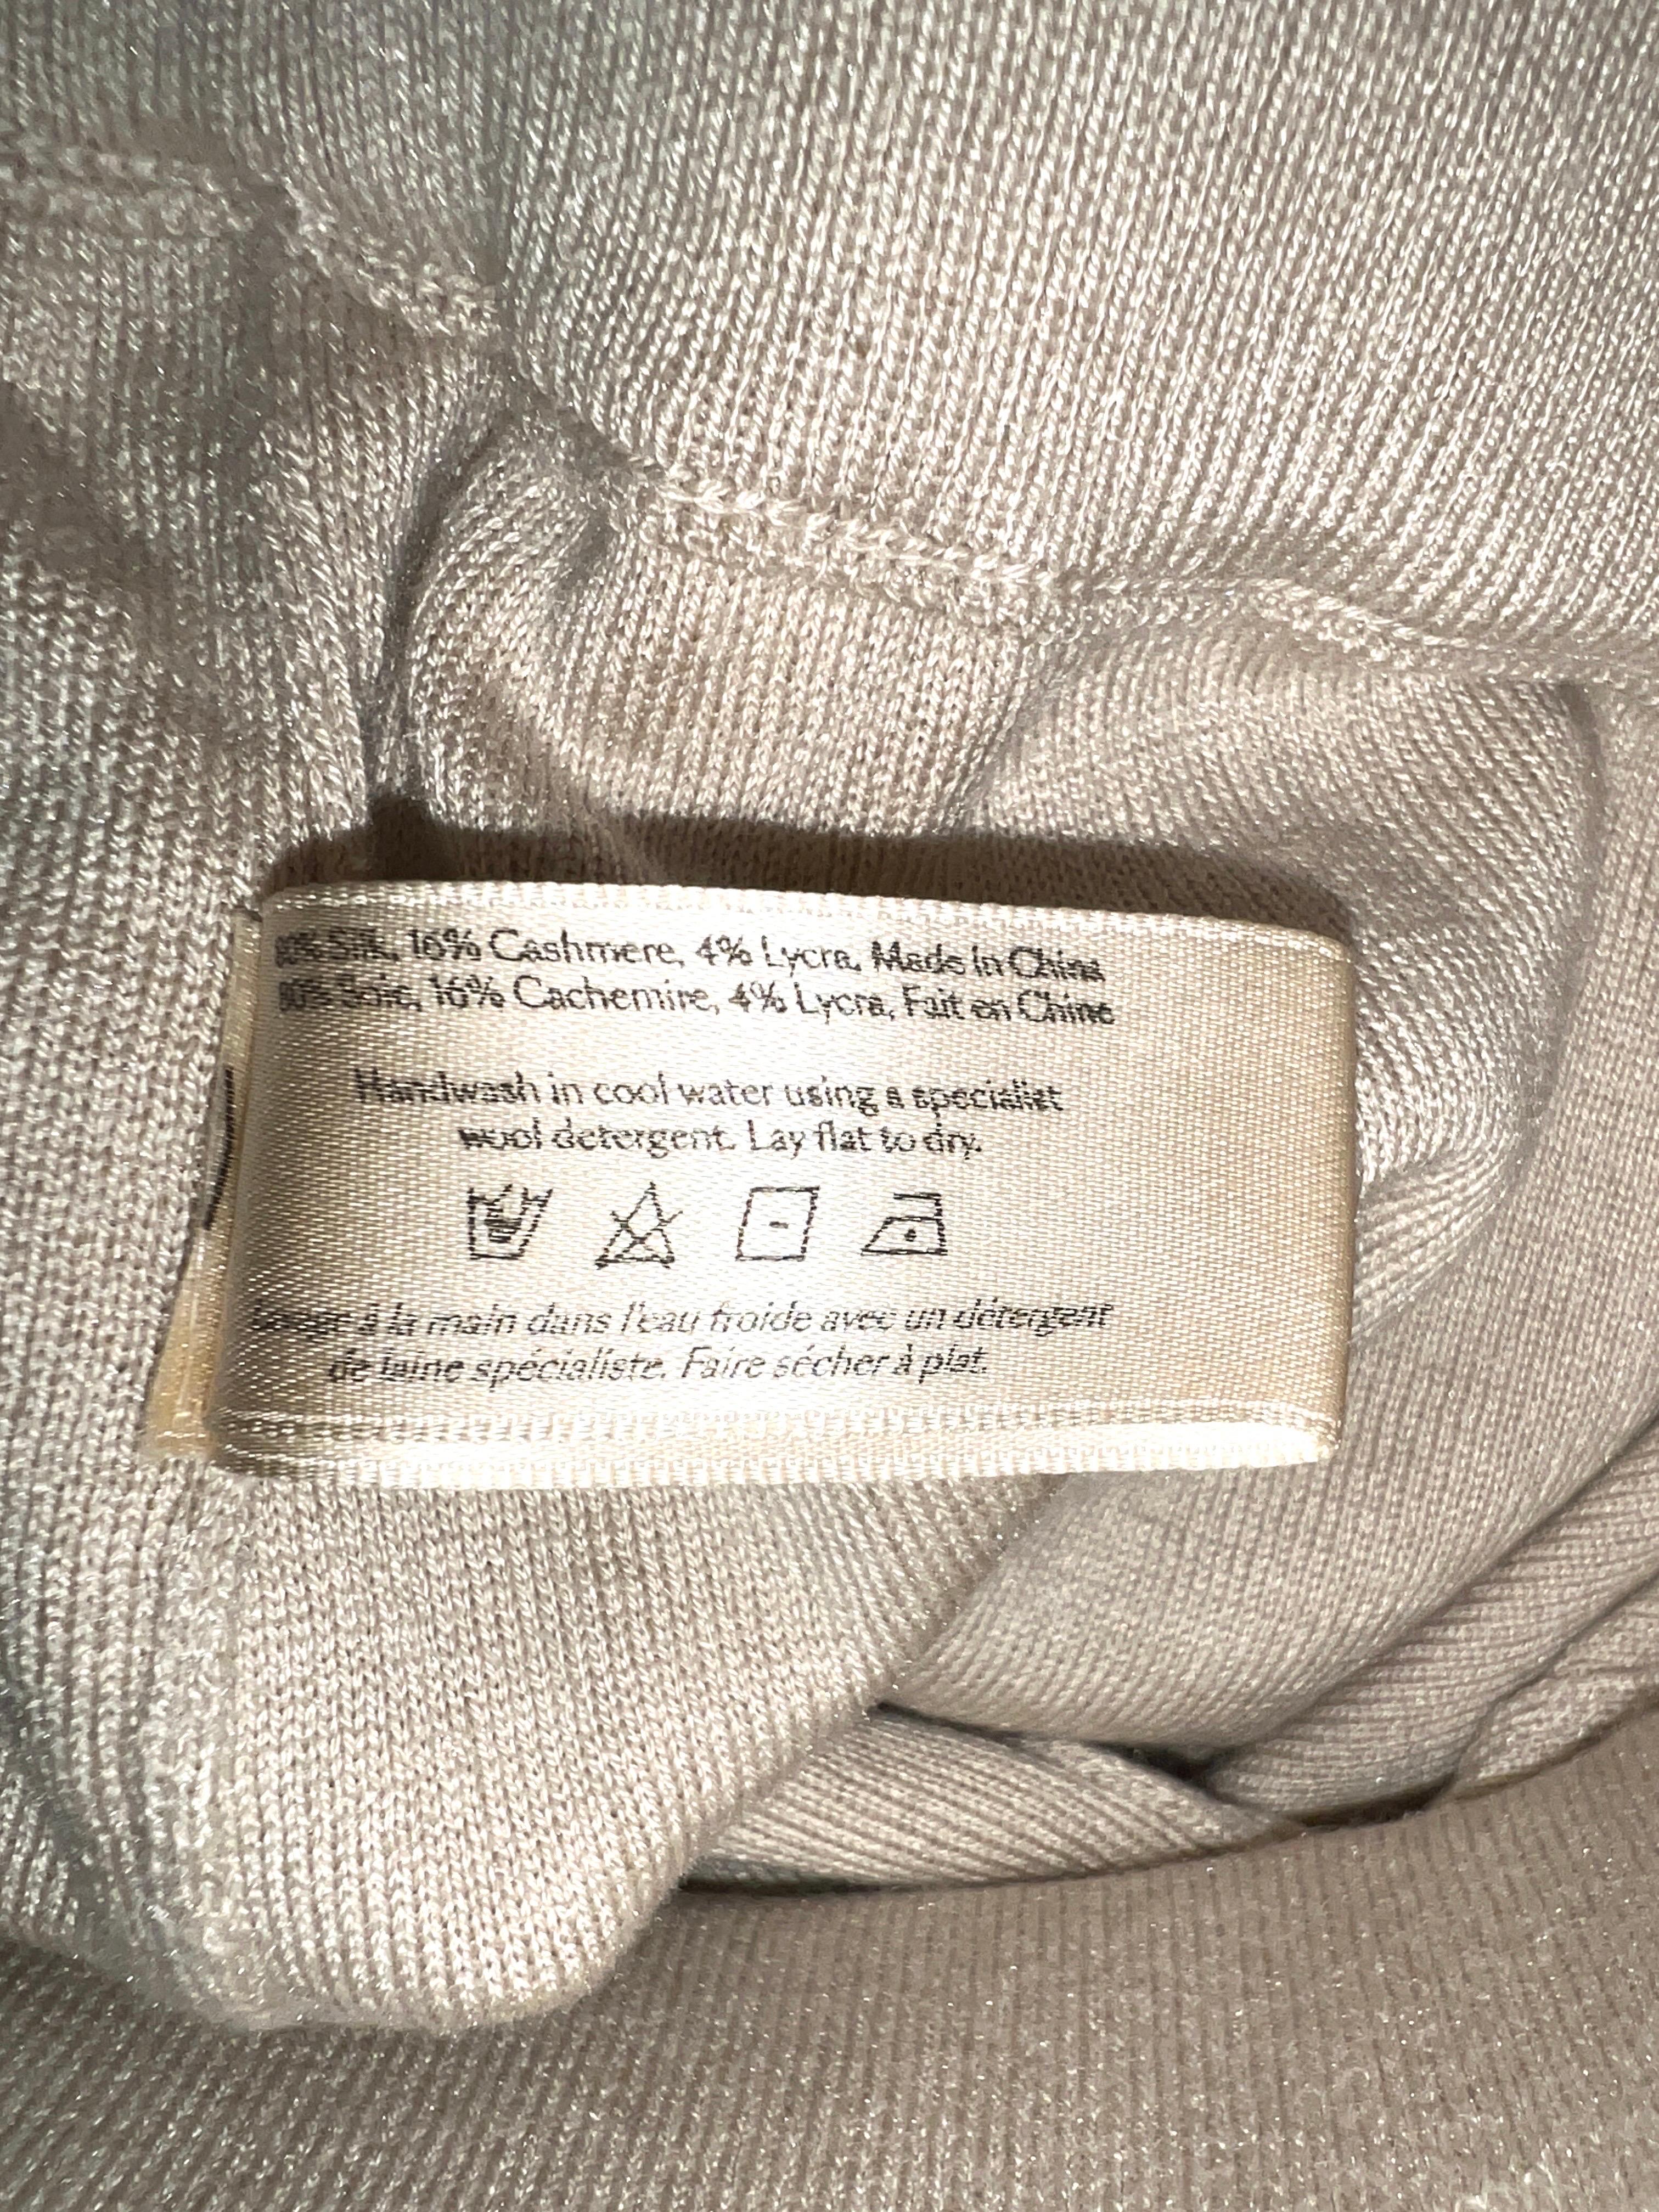 80% Silk, 16% Cashmere, 4% Lycra, Made In China
80% Soie, 16% Cachemire, 4% Lycra, Fait en Chine
Handwash in cool water using a specialist
wool detergent. Lay flat to dry.
Lavage à la main dans l'eau froide avec un détergent
de laine spécialiste. Faire sécher à plat.